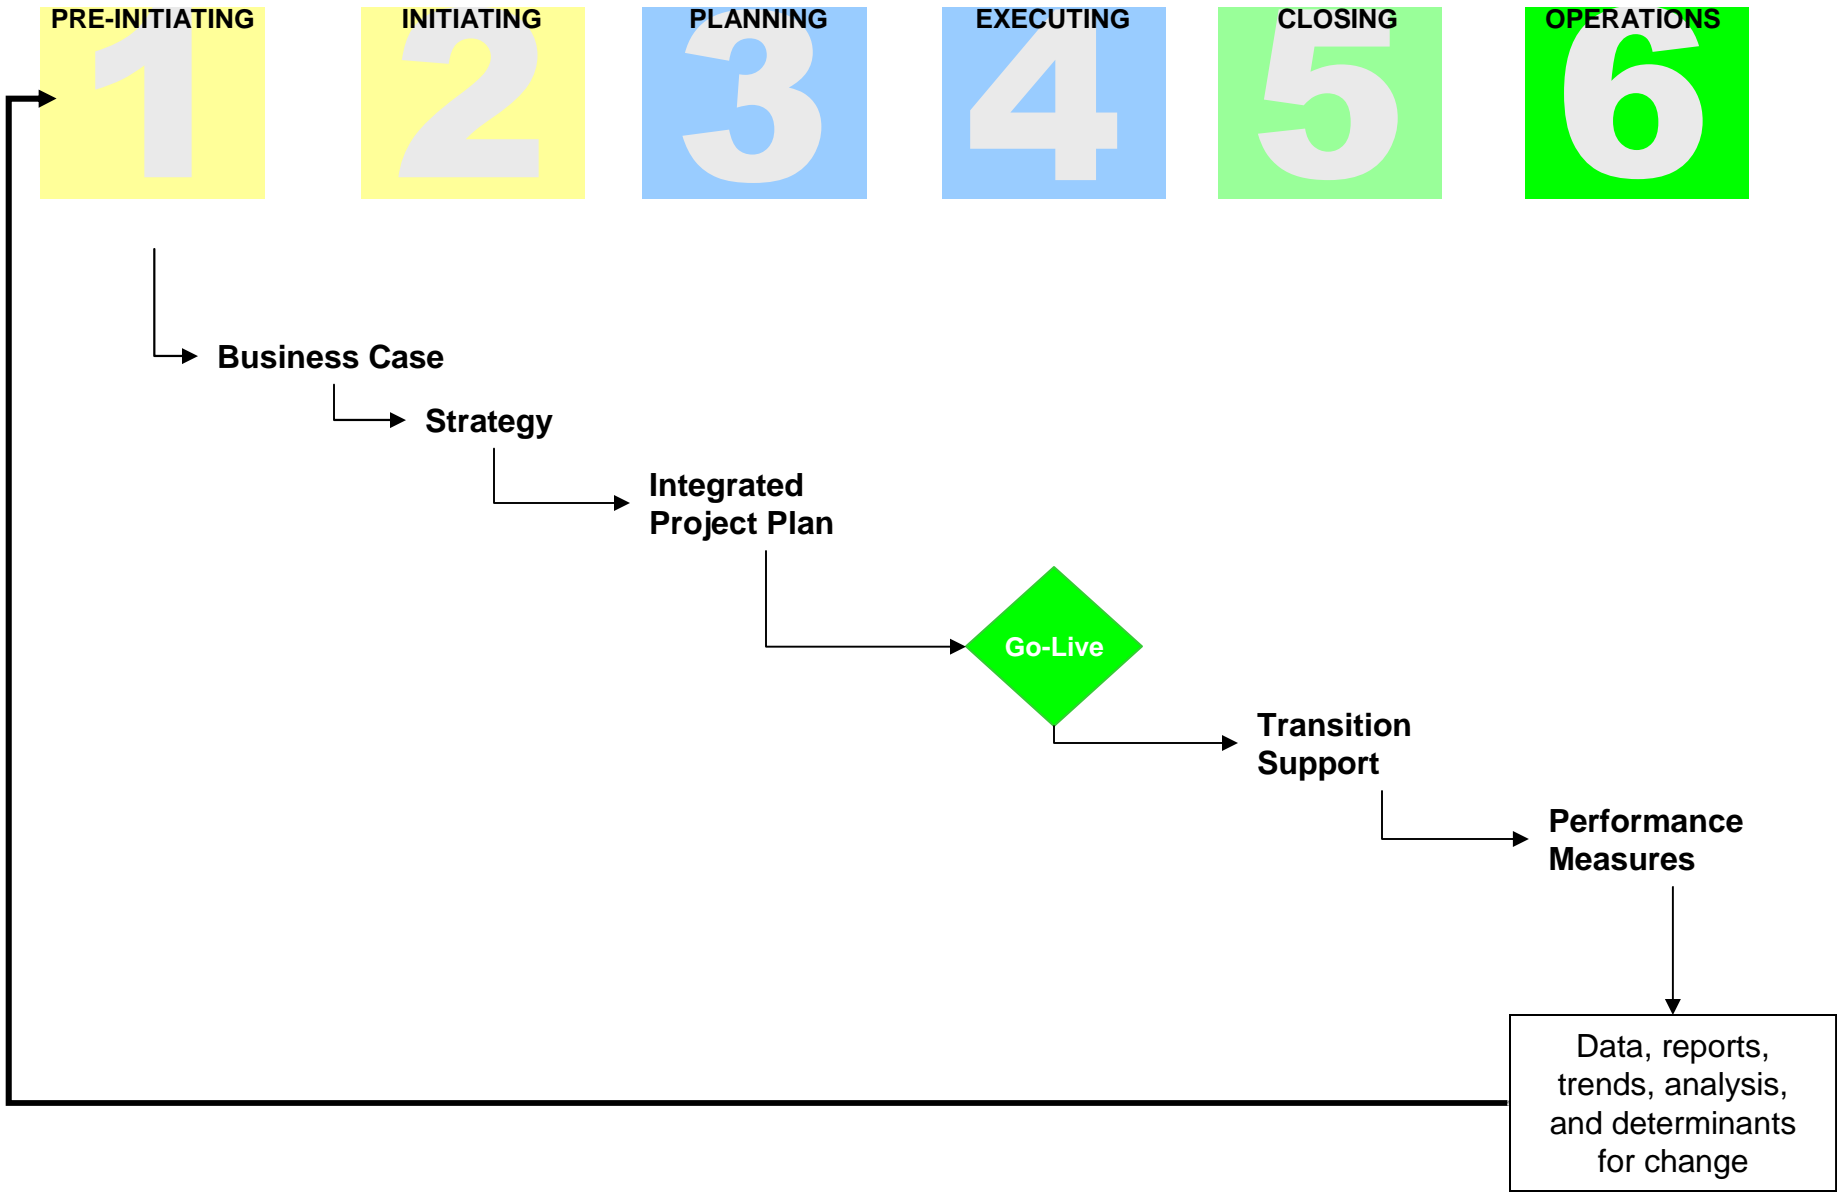 PRE-INITIATING
1
INITIATING
2
PLANNING
3
EXECUTING
4
CLOSING
5
OPERATIONS
6
Business Case
Strategy
Integrated
Project Plan
Go-Live
Transition
Support
Performance
Measures
Data, reports,
trends, analysis,
and determinants
for change